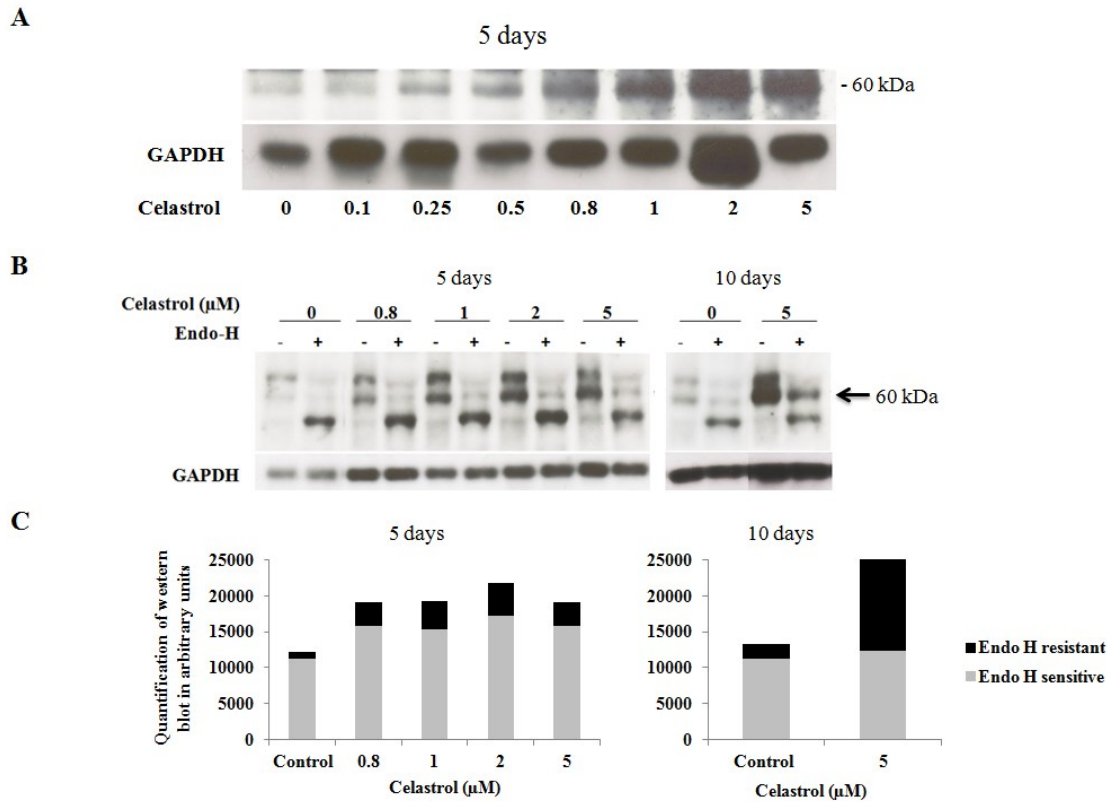 A
5 days
- 60 kDa
GAPDH
Celastrol 0 0.1 0.25 0.5 0.8 1 2 5
B
5 days 10 days
Celastrol (µM) 0 0.8 1 2 5 0 5
Endo-H - + - + - + - + - + - + - +
60 kDa
GAPDH
C
5 days 10 days
Quantification of western
blot in arbitrary units
25000
20000
15000
10000
5000
0
Control 0.8 1 2 5
Celastrol (µM)
25000
20000
15000
10000
5000
0
Control 5
Celastrol (µM)
Endo H resistant
Endo H sensitive